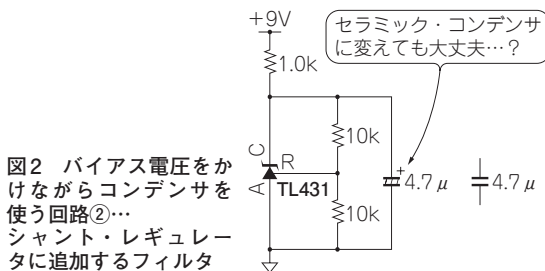 +9V
セラミック・コンデンサ
に変えても大丈夫…?
1.0k
C
R
A
TL431
10k
10k
+
4.7μ
4.7μ
図2　バイアス電圧をか
けながらコンデンサを
使う回路②…
シャント・レギュレー
タに追加するフィルタ